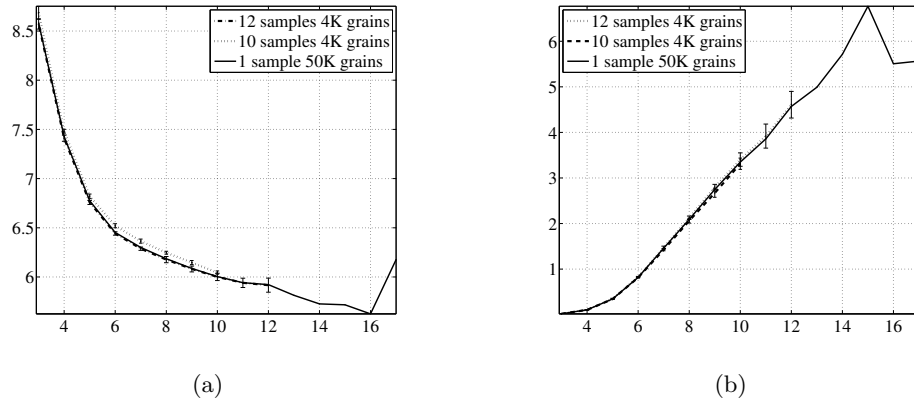 8.5
8
7.5
7
6.5
6
4 6 8 10 12 14 16
12 samples 4K grains
10 samples 4K grains
1 sample 50K grains
(a)
6
5
4
3
2
1
4 6 8 10 12 14 16
12 samples 4K grains
10 samples 4K grains
1 sample 50K grains
(b)